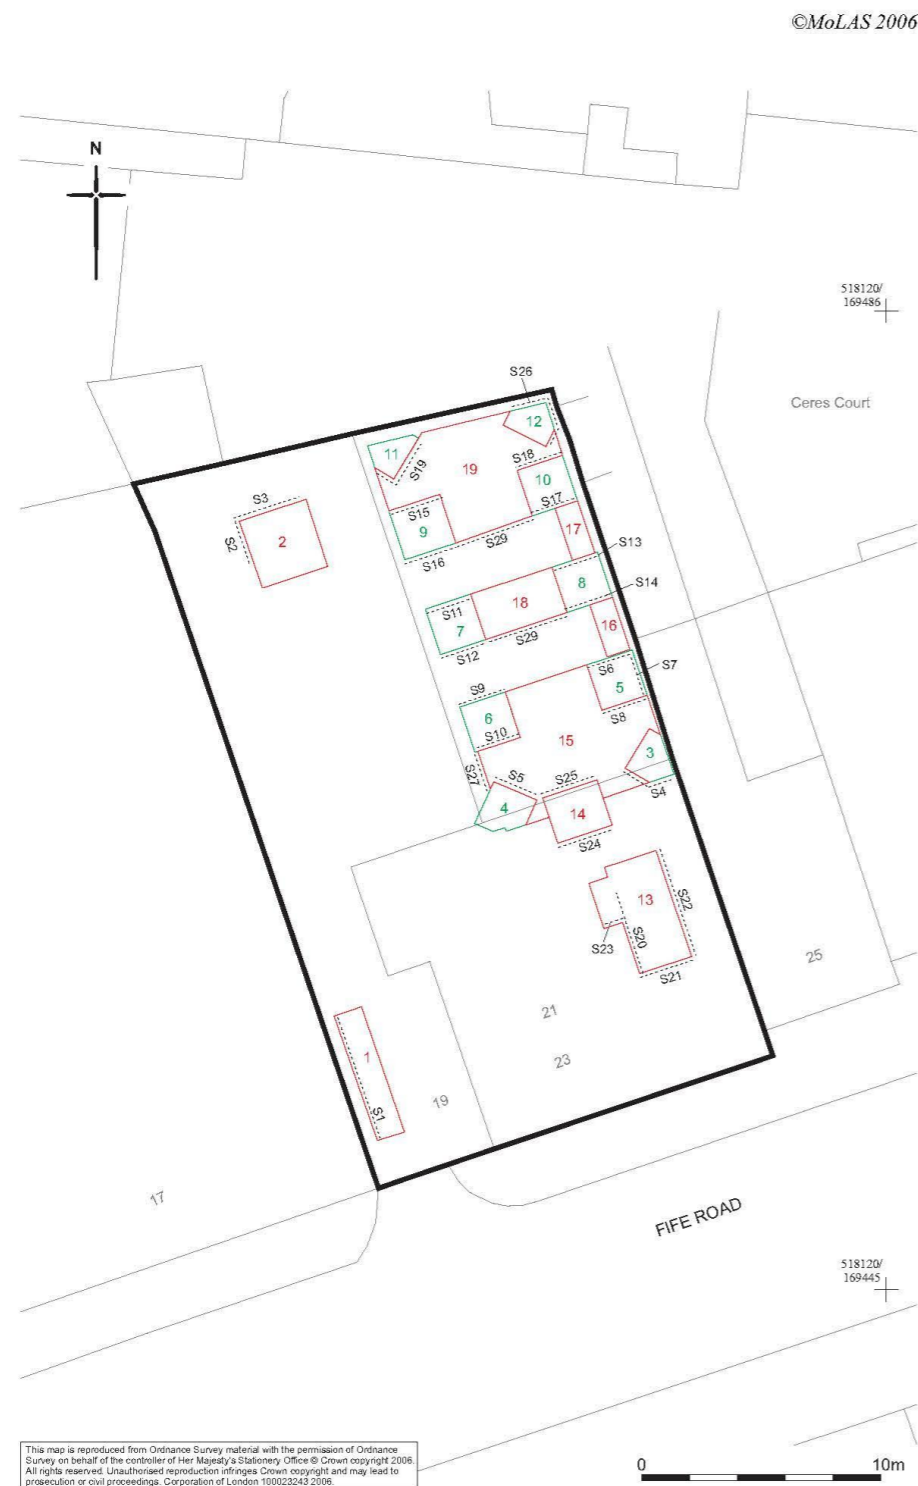 ©MoLAS 2006
N
518120/
169486
S26
Ceres Court
12
11
S19
S18
19
S3
10
S15
S17
2
S2
9
17
S29
S13
S16
8
S14
18
S11
16
7
S29
S12
S7
S6
5
S9
6
S8
S10
15
3
S27
S5
S25
S4
4
14
S24
13
S22
S20
S23
25
S21
21
1
23
19
S1
17
FIFE ROAD
518120/
169445
This map is reproduced from Ordnance Survey material with the permission of Ordnance
Survey on behalf of the controller of Her Majesty's Stationery Office © Crown copyright 2006.
All rights reserved. Unauthorised reproduction infringes Crown copyright and may lead to
prosecution or civil proceedings. Corporation of London 100023243 2006.
0 10m